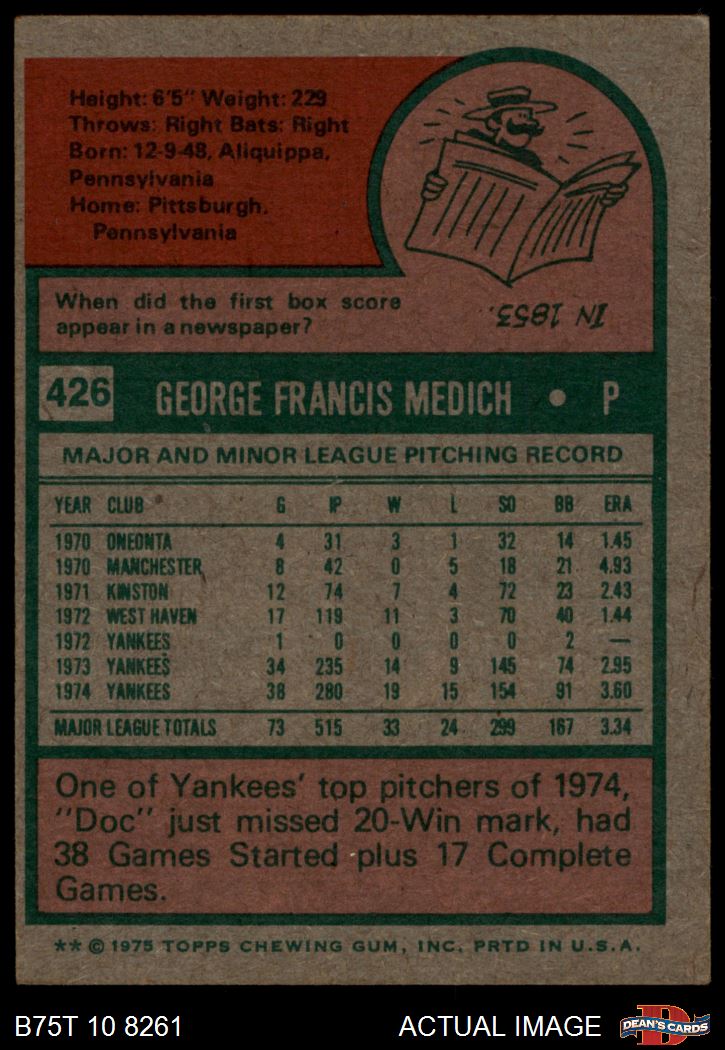 Height: 6'5" Weight: 229
Throws: Right Bats: Right
Born: 12-9-48, Aliquippa,
Pennsylvania
Home: Pittsburgh,
Pennsylvania
When did the first box score
appear in a newspaper?
IN 1853.
426 GEORGE FRANCIS MEDICH • P
MAJOR AND MINOR LEAGUE PITCHING RECORD
YEAR CLUB G IP W L SO BB ERA
1970 ONEONTA 4 31 3 1 32 14 1.45
1970 MANCHESTER 8 42 0 5 18 21 4.93
1971 KINSTON 12 74 7 4 72 23 2.43
1972 WEST HAVEN 17 119 11 3 70 40 1.44
1972 YANKEES 1 0 0 0 0 2 —
1973 YANKEES 34 235 14 9 145 74 2.95
1974 YANKEES 38 280 19 15 154 91 3.60
MAJOR LEAGUE TOTALS 73 515 33 24 299 167 3.34
One of Yankees' top pitchers of 1974,
"Doc" just missed 20-Win mark, had
38 Games Started plus 17 Complete
Games.
** © 1975 TOPPS CHEWING GUM, INC. PRTD IN U.S.A.
B75T 10 8261 ACTUAL IMAGE D DEAN'S CARDS